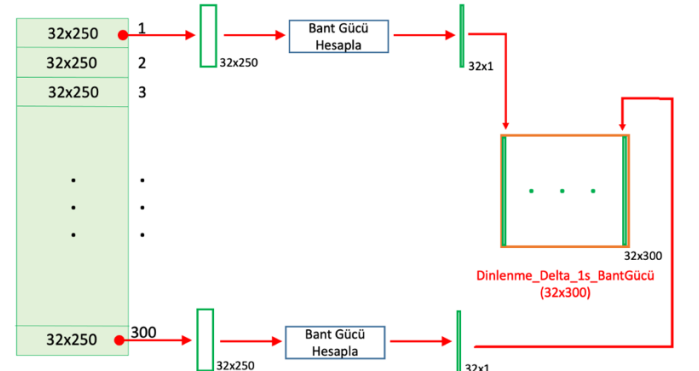 32x250
1
32x250
2
32x250
3
32x250
Bant Gücü
Hesapla
32x1
32x300
Dinlenme_Delta_1s_BantGücü
(32x300)
32x250
300
32x250
Bant Gücü
Hesapla
32x1